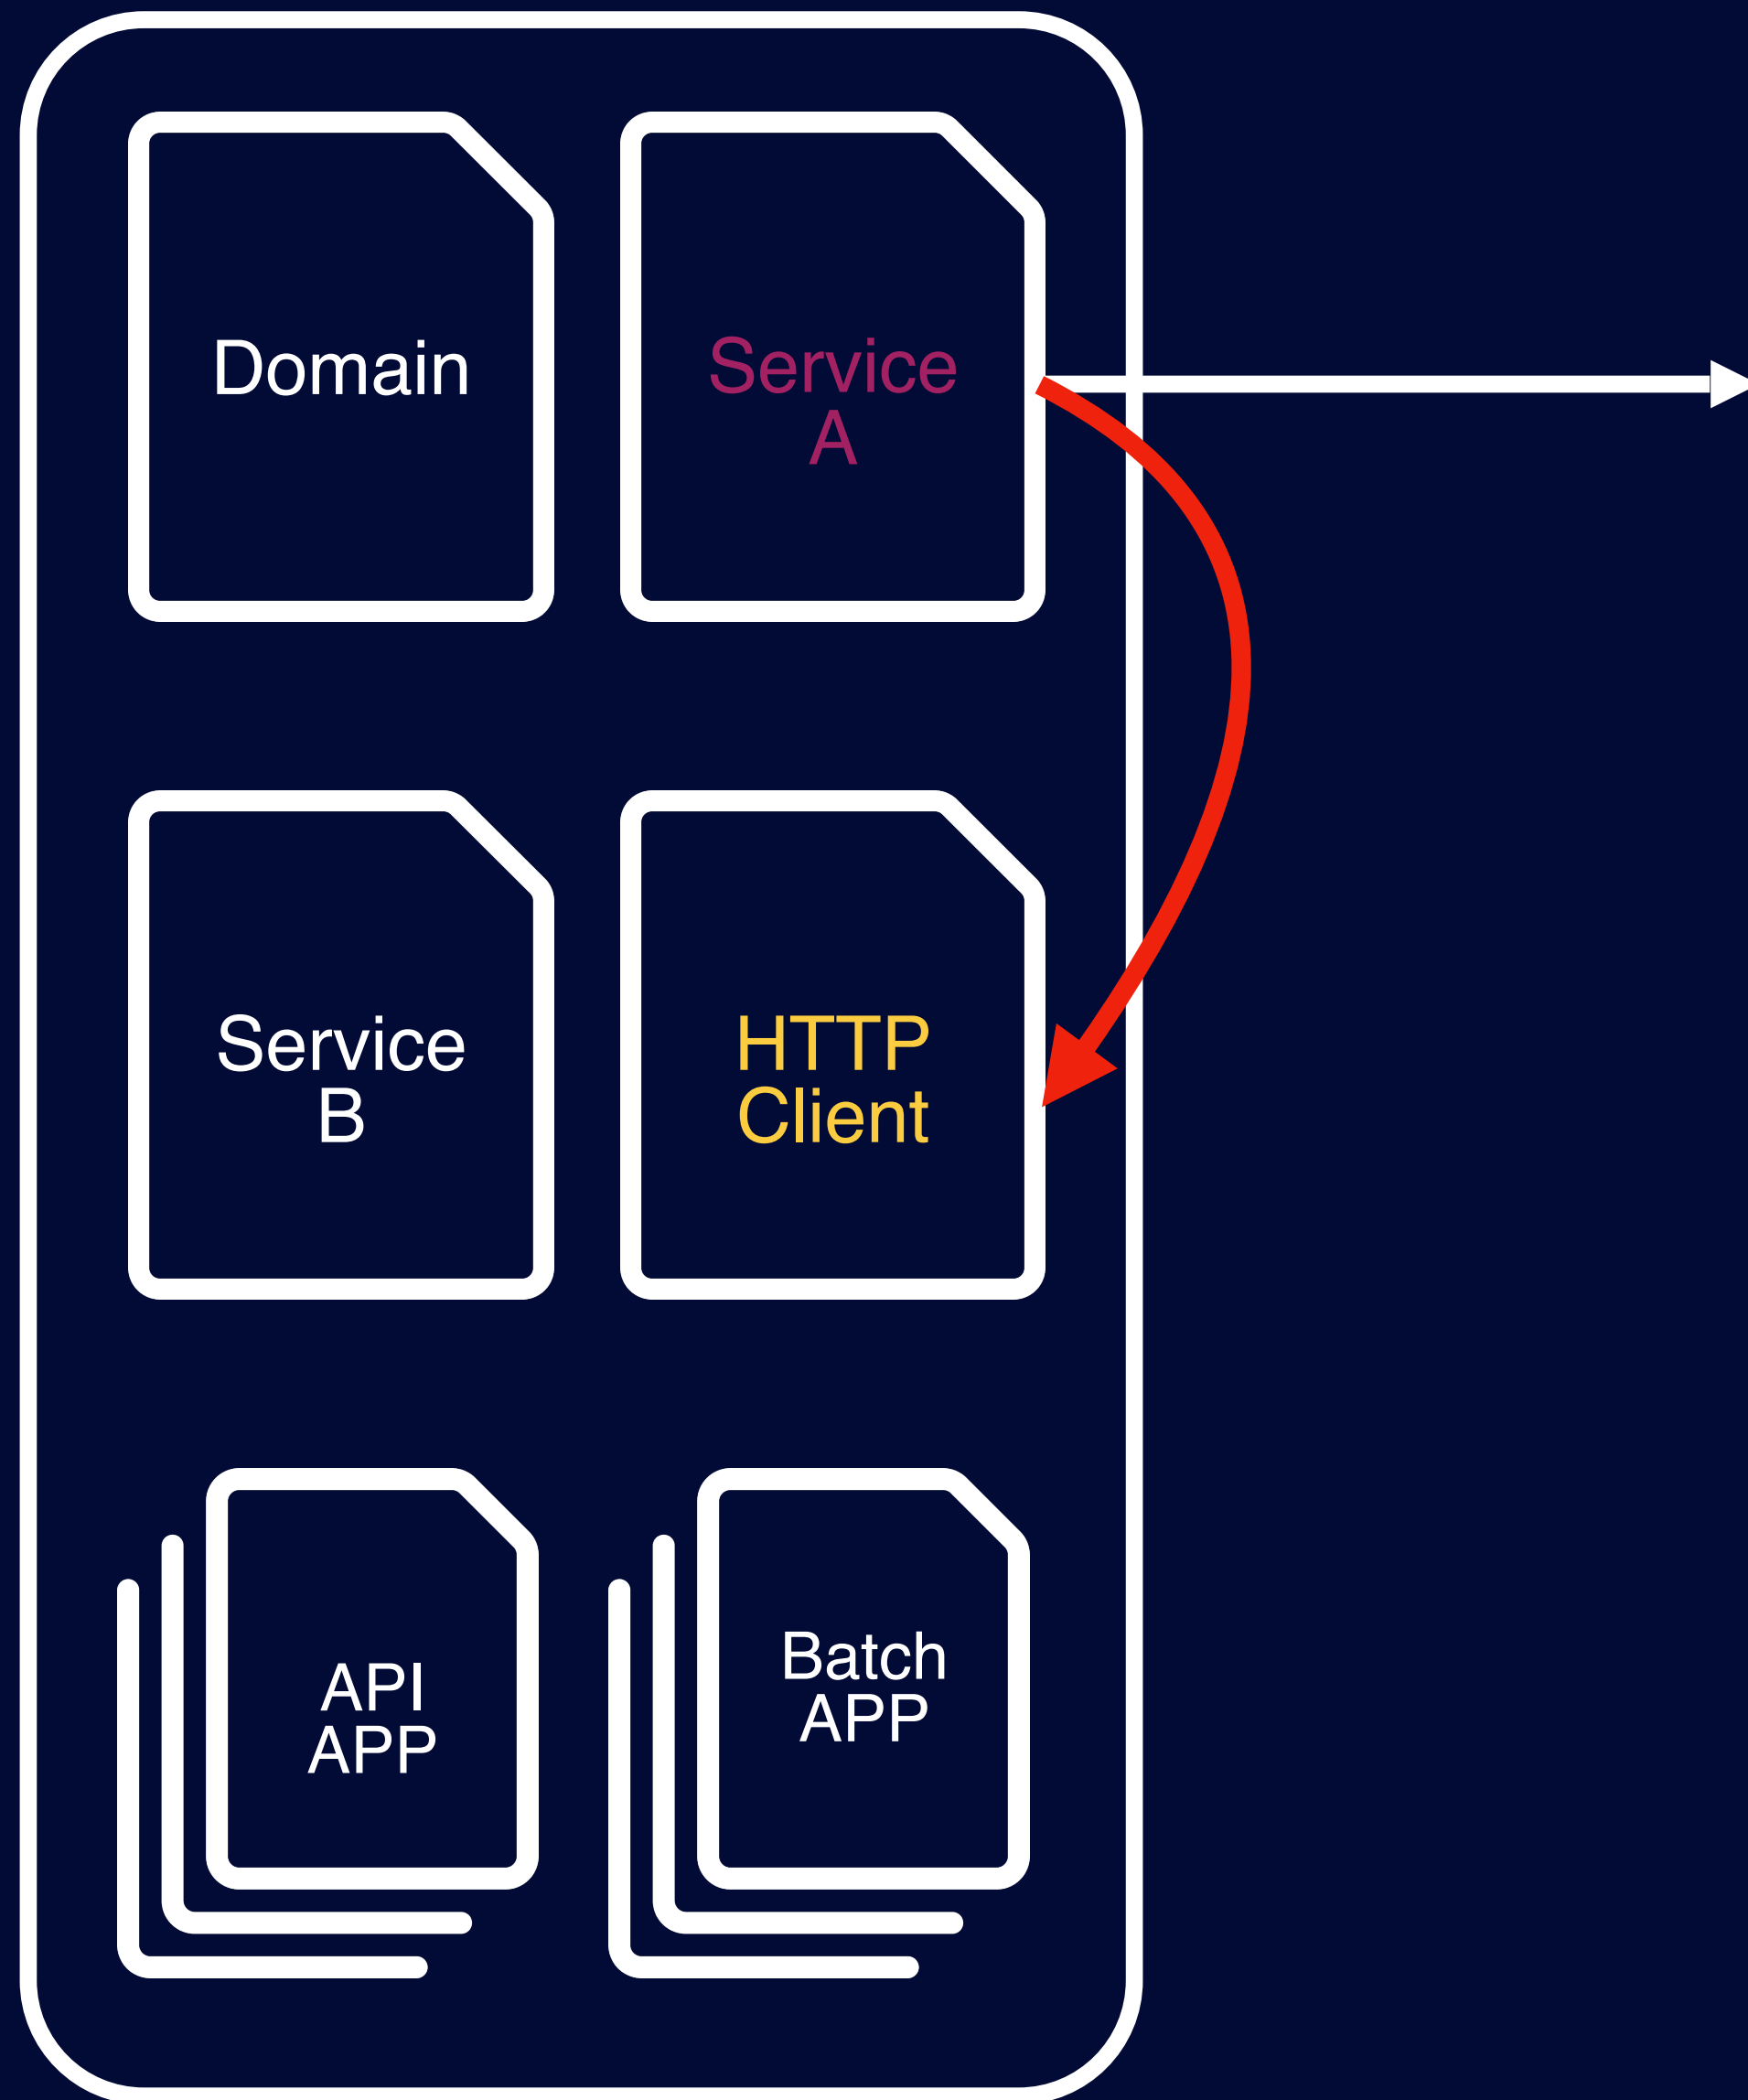 Domain
Service
A
Service
B
HTTP
Client
API
APP
Batch
APP